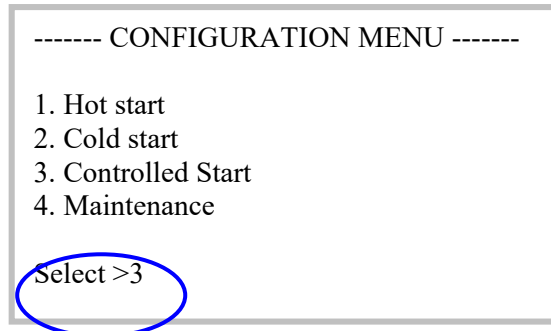 ------- CONFIGURATION MENU -------
1. Hot start
2. Cold start
3. Controlled Start
4. Maintenance
Select >3